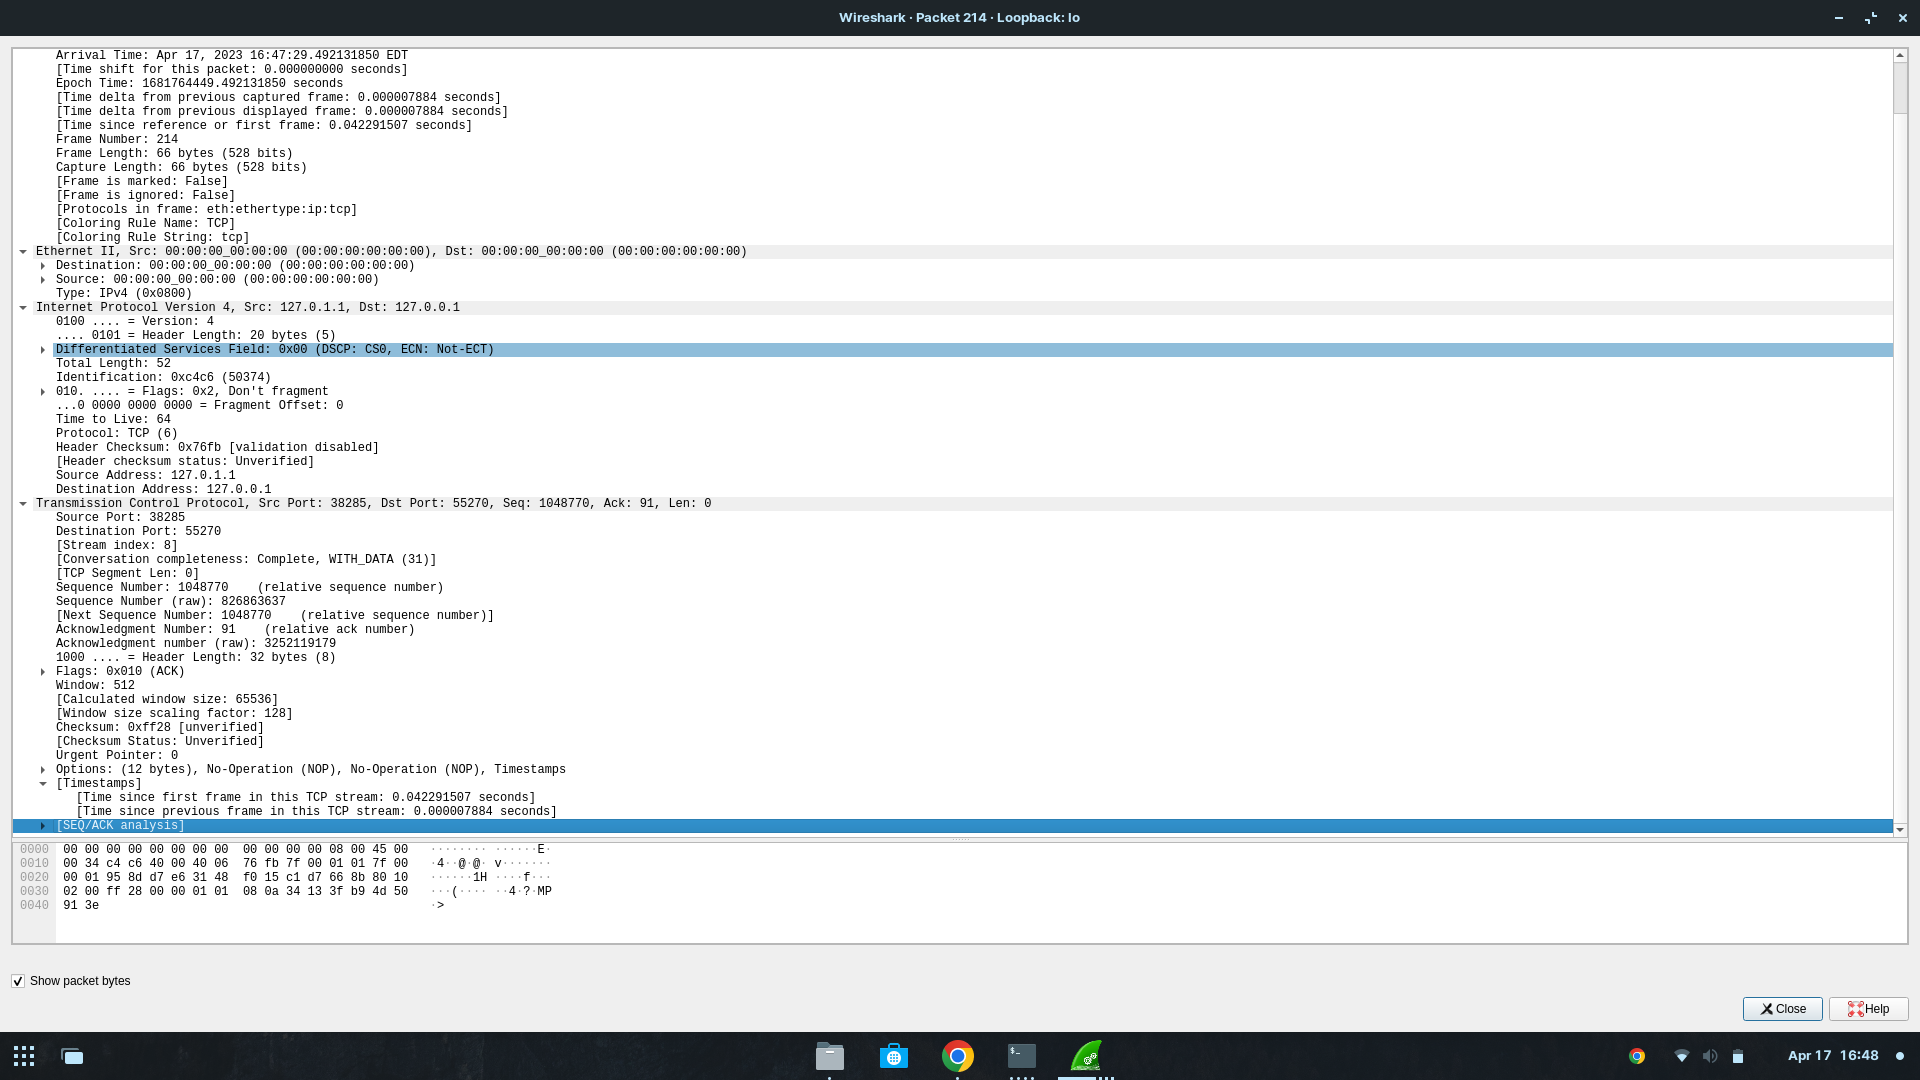 Wireshark · Packet 214 · Loopback: lo
Arrival Time: Apr 17, 2023 16:47:29.492131850 EDT
[Time shift for this packet: 0.000000000 seconds]
Epoch Time: 1681764449.492131850 seconds
[Time delta from previous captured frame: 0.000007884 seconds]
[Time delta from previous displayed frame: 0.000007884 seconds]
[Time since reference or first frame: 0.042291507 seconds]
Frame Number: 214
Frame Length: 66 bytes (528 bits)
Capture Length: 66 bytes (528 bits)
[Frame is marked: False]
[Frame is ignored: False]
[Protocols in frame: eth:ethertype:ip:tcp]
[Coloring Rule Name: TCP]
[Coloring Rule String: tcp]
Ethernet II, Src: 00:00:00_00:00:00 (00:00:00:00:00:00), Dst: 00:00:00_00:00:00 (00:00:00:00:00:00)
Destination: 00:00:00_00:00:00 (00:00:00:00:00:00)
Source: 00:00:00_00:00:00 (00:00:00:00:00:00)
Type: IPv4 (0x0800)
Internet Protocol Version 4, Src: 127.0.1.1, Dst: 127.0.0.1
0100 .... = Version: 4
.... 0101 = Header Length: 20 bytes (5)
Differentiated Services Field: 0x00 (DSCP: CS0, ECN: Not-ECT)
Total Length: 52
Identification: 0xc4c6 (50374)
010. .... = Flags: 0x2, Don't fragment
...0 0000 0000 0000 = Fragment Offset: 0
Time to Live: 64
Protocol: TCP (6)
Header Checksum: 0x76fb [validation disabled]
[Header checksum status: Unverified]
Source Address: 127.0.1.1
Destination Address: 127.0.0.1
Transmission Control Protocol, Src Port: 38285, Dst Port: 55270, Seq: 1048770, Ack: 91, Len: 0
Source Port: 38285
Destination Port: 55270
[Stream index: 8]
[Conversation completeness: Complete, WITH_DATA (31)]
[TCP Segment Len: 0]
Sequence Number: 1048770    (relative sequence number)
Sequence Number (raw): 826863637
[Next Sequence Number: 1048770    (relative sequence number)]
Acknowledgment Number: 91    (relative ack number)
Acknowledgment number (raw): 3252119179
1000 .... = Header Length: 32 bytes (8)
Flags: 0x010 (ACK)
Window: 512
[Calculated window size: 65536]
[Window size scaling factor: 128]
Checksum: 0xff28 [unverified]
[Checksum Status: Unverified]
Urgent Pointer: 0
Options: (12 bytes), No-Operation (NOP), No-Operation (NOP), Timestamps
[Timestamps]
[Time since first frame in this TCP stream: 0.042291507 seconds]
[Time since previous frame in this TCP stream: 0.000007884 seconds]
[SEQ/ACK analysis]
0000  00 00 00 00 00 00 00 00  00 00 00 00 08 00 45 00   ········ ······E·
0010  00 34 c4 c6 40 00 40 06  76 fb 7f 00 01 01 7f 00   ·4··@·@· v·······
0020  00 01 95 8d d7 e6 31 48  f0 15 c1 d7 66 8b 80 10   ······1H ····f···
0030  02 00 ff 28 00 00 01 01  08 0a 34 13 3f b9 4d 50   ···(···· ··4·?·MP
0040  91 3e   ·>
Show packet bytes
Close
Help
Apr 17  16:48